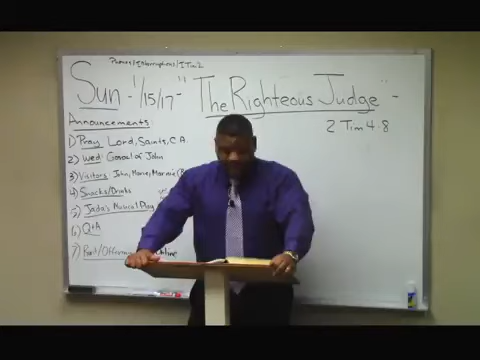 Sun - 1/15/17 - "The Righteous Judge" -
2 Tim 4:8
Announcements:
1) Pray Lord, Saints, C.A.
2) Wed: Gospel of John
3) Visitors
4) Snacks/Drinks
5) Jada's Musical Play
6) Q+A
7)